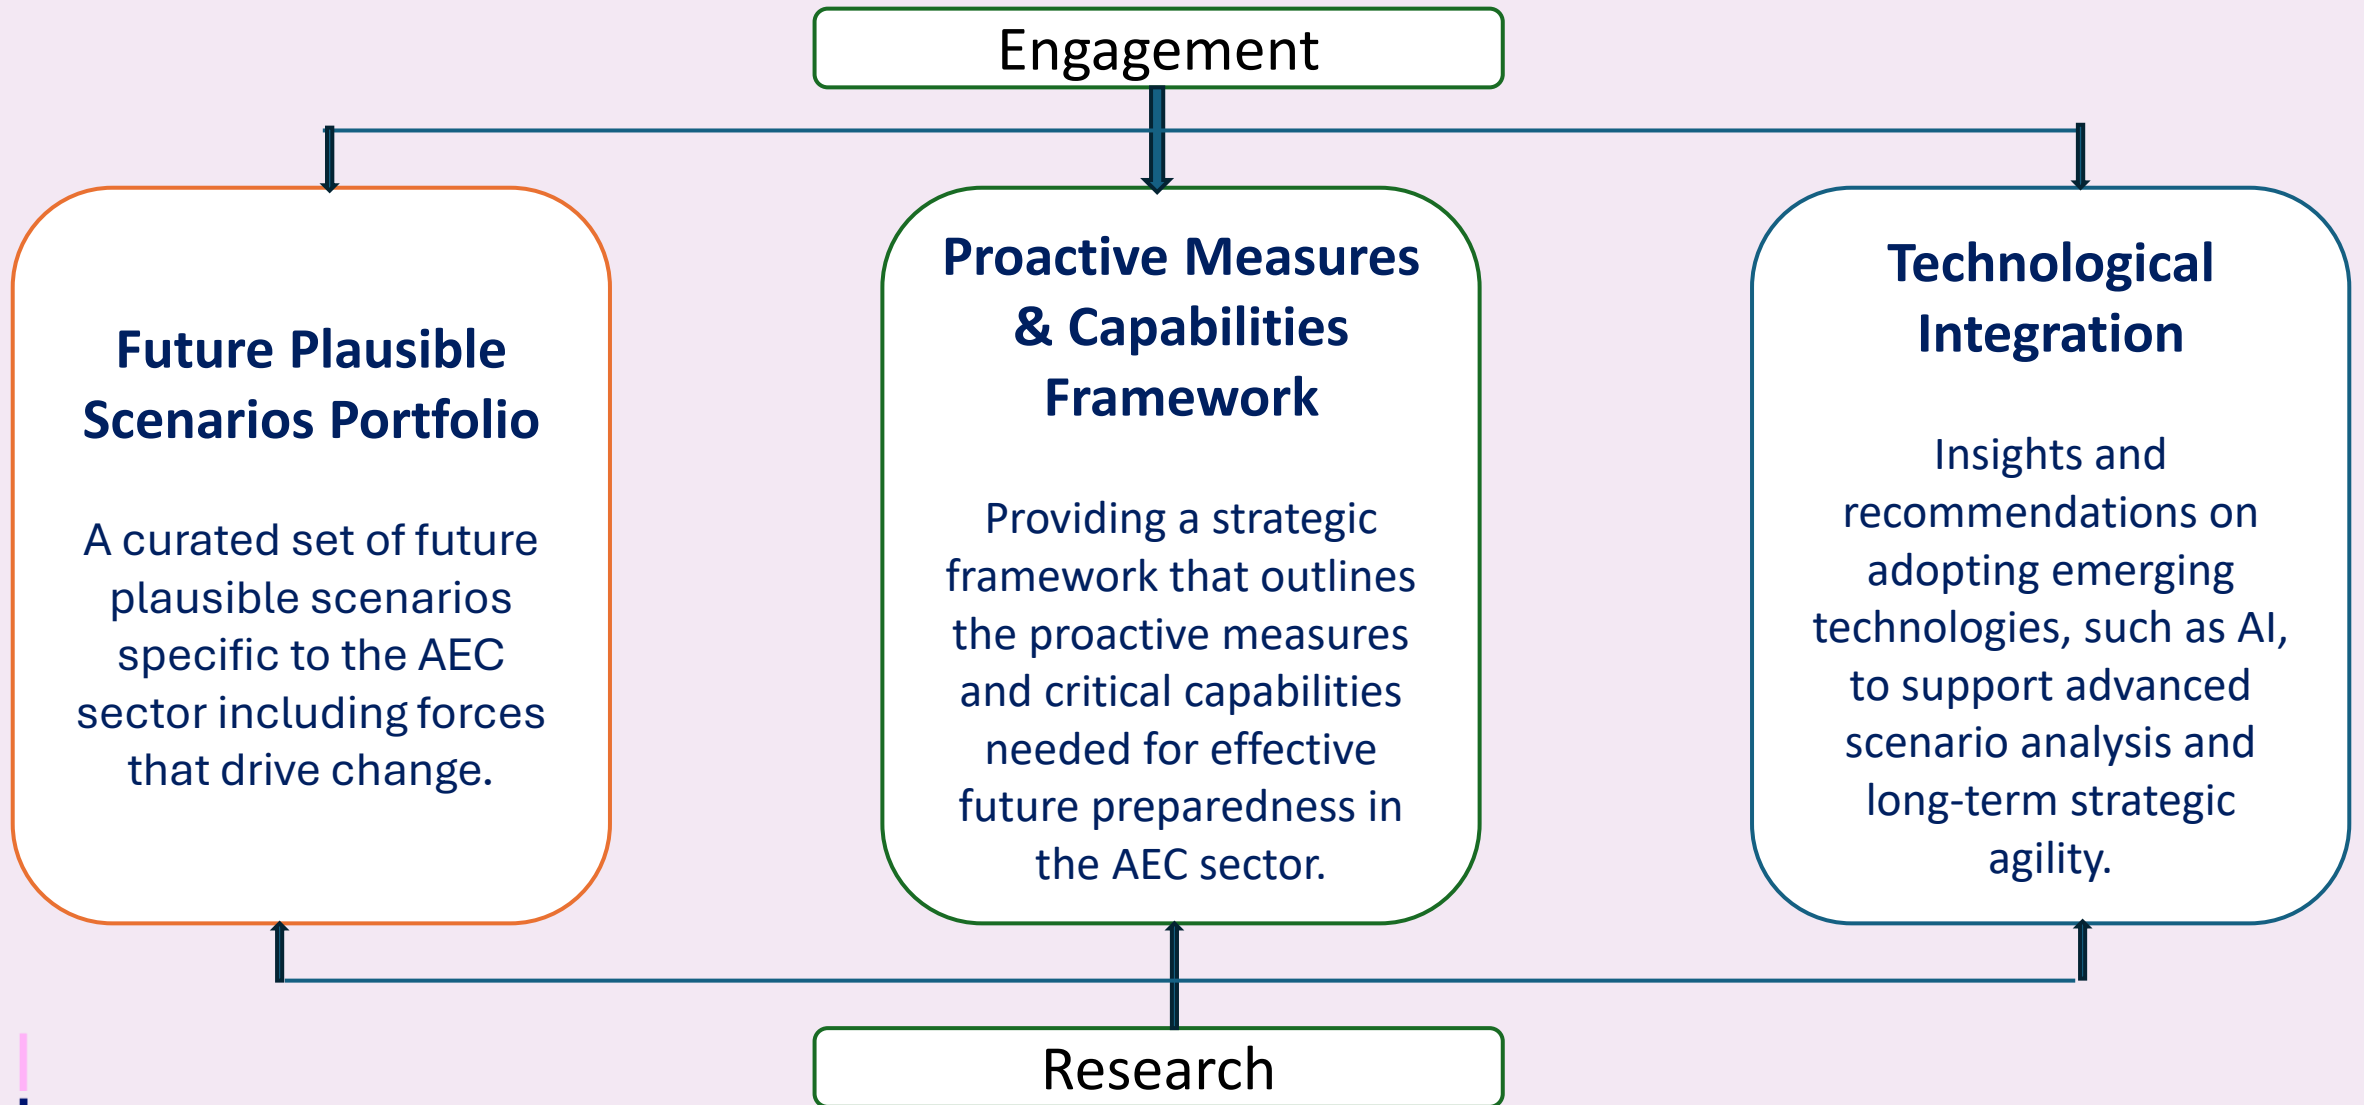 Engagement
Future Plausible
Scenarios Portfolio
A curated set of future
plausible scenarios
specific to the AEC
sector including forces
that drive change.
Proactive Measures
& Capabilities
Framework
Providing a strategic
framework that outlines
the proactive measures
and critical capabilities
needed for effective
future preparedness in
the AEC sector.
Technological
Integration
Insights and
recommendations on
adopting emerging
technologies, such as AI,
to support advanced
scenario analysis and
long-term strategic
agility.
Research